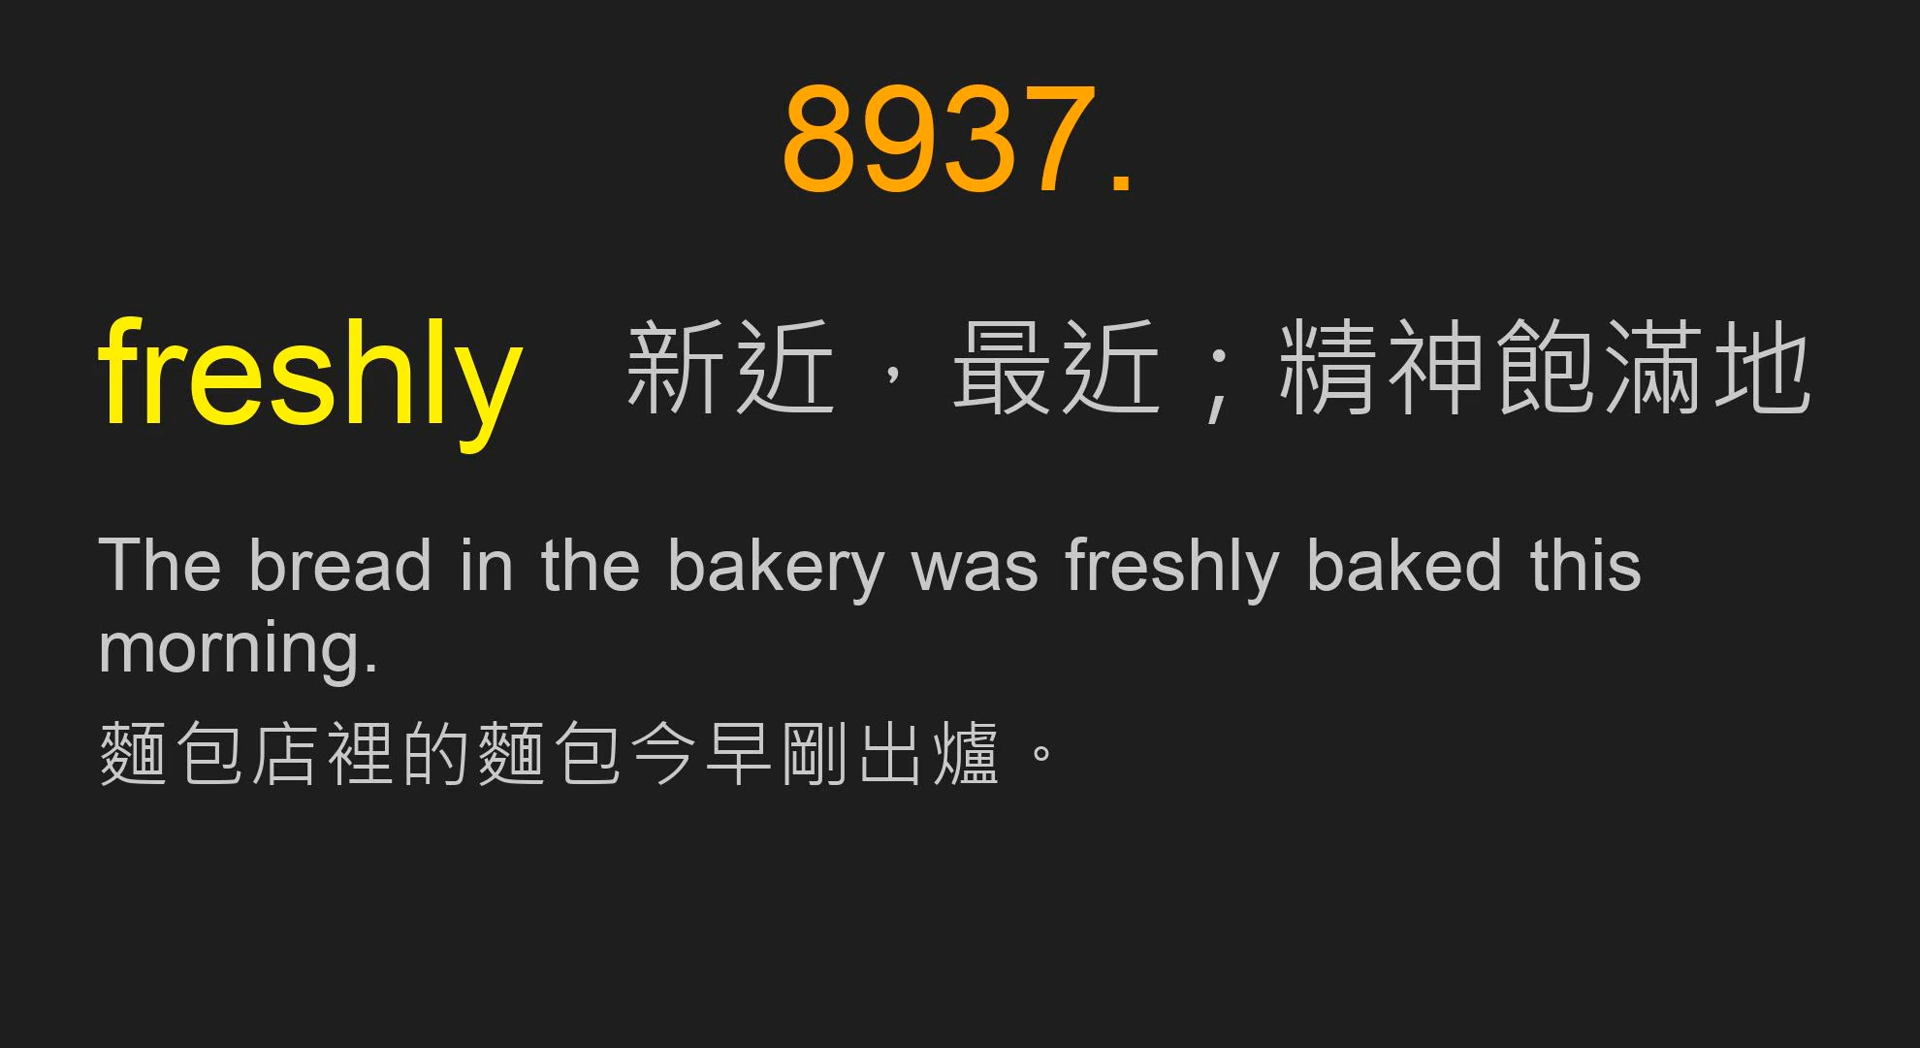 8937.
freshly 新近，最近；精神飽滿地
The bread in the bakery was freshly baked this
morning.
麵包店裡的麵包今早剛出爐。